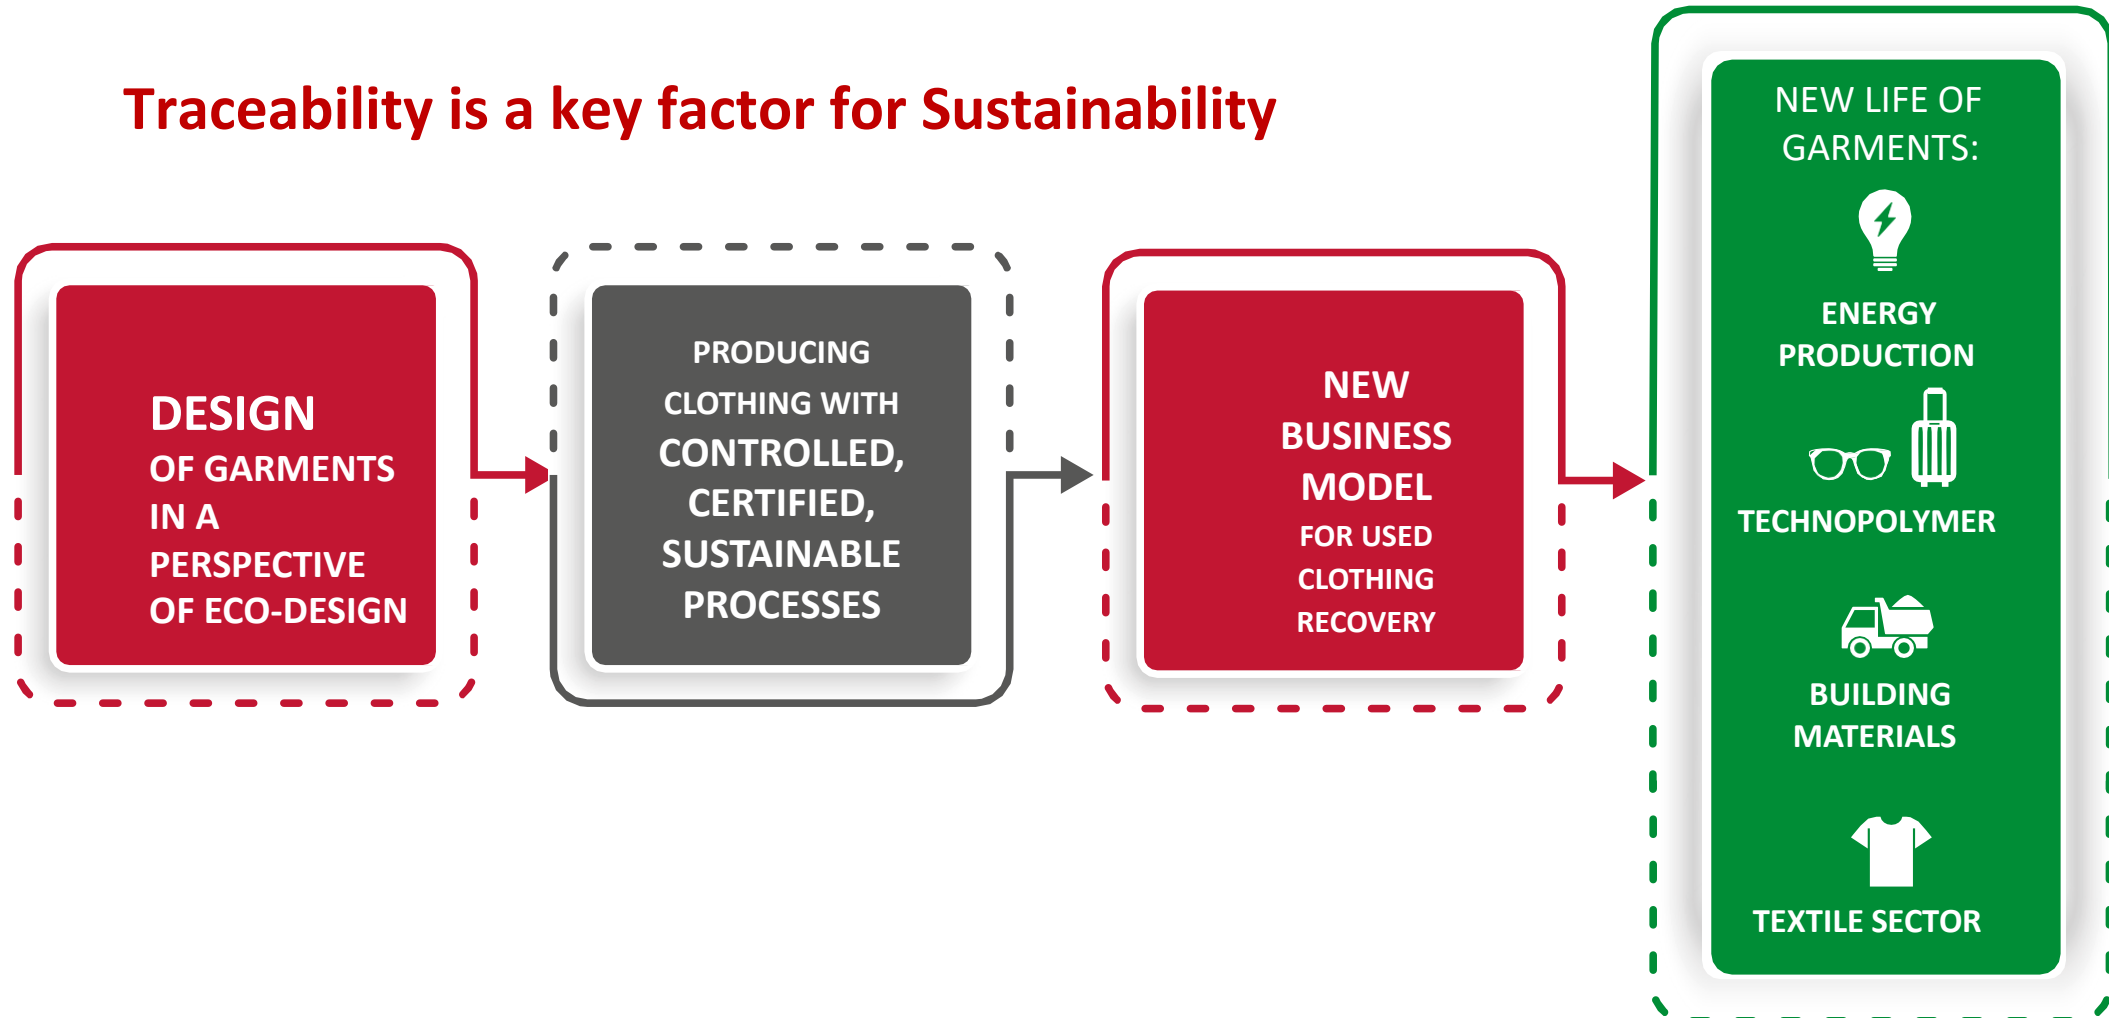 Traceability is a key factor for Sustainability
DESIGN
OF GARMENTS
IN A
PERSPECTIVE
OF ECO-DESIGN
PRODUCING
CLOTHING WITH
CONTROLLED,
CERTIFIED,
SUSTAINABLE
PROCESSES
NEW
BUSINESS
MODEL
FOR USED
CLOTHING
RECOVERY
NEW LIFE OF
GARMENTS:
ENERGY
PRODUCTION
TECHNOPOLYMER
BUILDING
MATERIALS
TEXTILE SECTOR